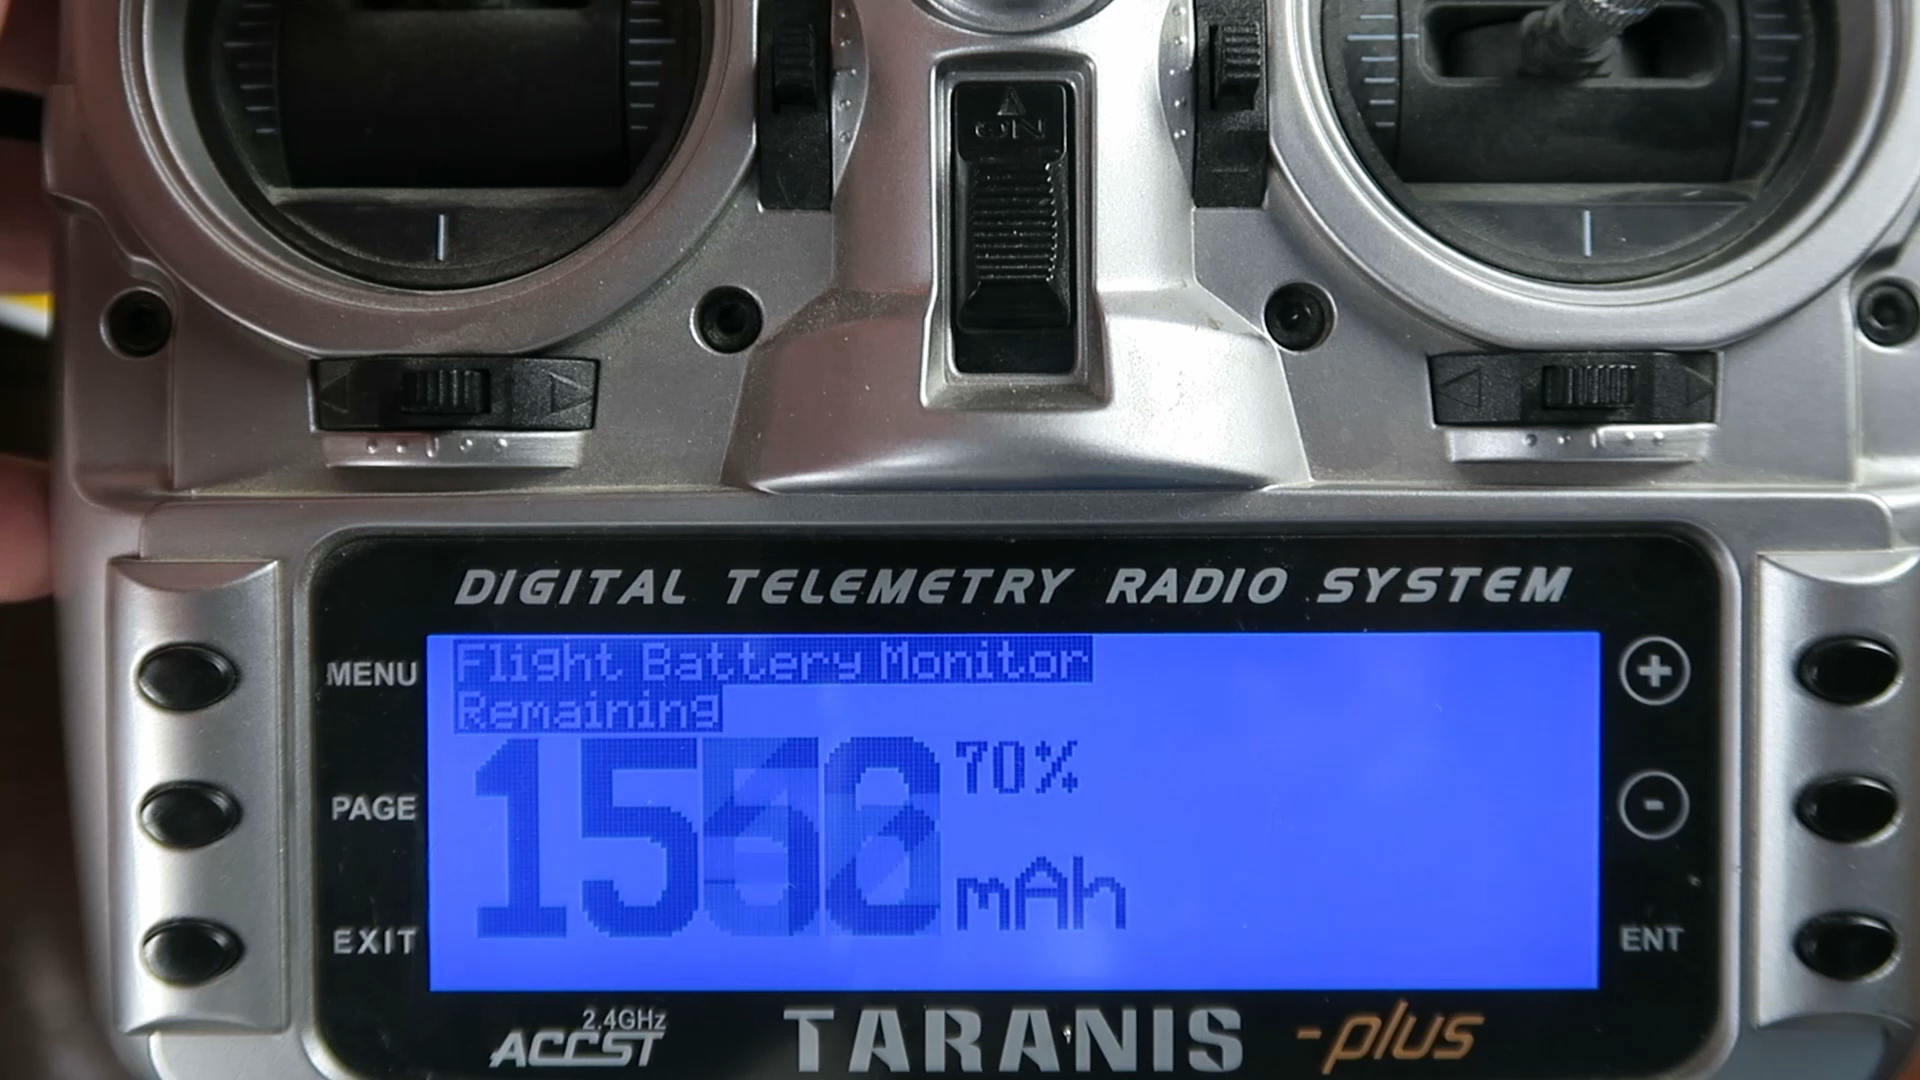 ON
DIGITAL TELEMETRY RADIO SYSTEM
MENU
Flight Battery Monitor
Remaining
70%
PAGE
mAh
EXIT
ENT
ACCST 2.4GHz
TARANIS -plus